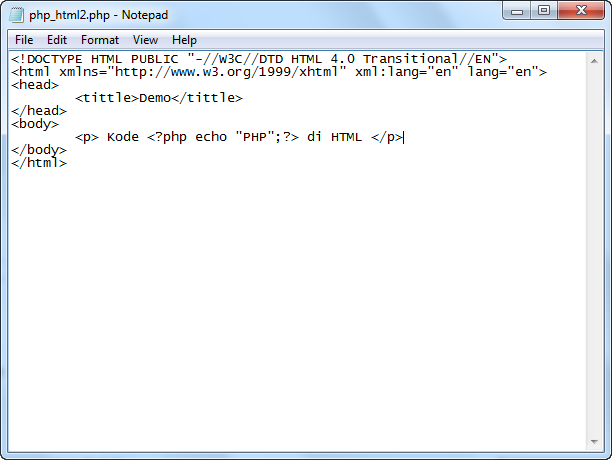 php_html2.php - Notepad
File Edit Format View Help
<!DOCTYPE HTML PUBLIC "-//W3C//DTD HTML 4.0 Transitional//EN">
<html xmlns="http://www.w3.org/1999/xhtml" xml:lang="en" lang="en">
<head>
	<tittle>Demo</tittle>
</head>
<body>
	<p> Kode <?php echo "PHP";?> di HTML </p>
</body>
</html>